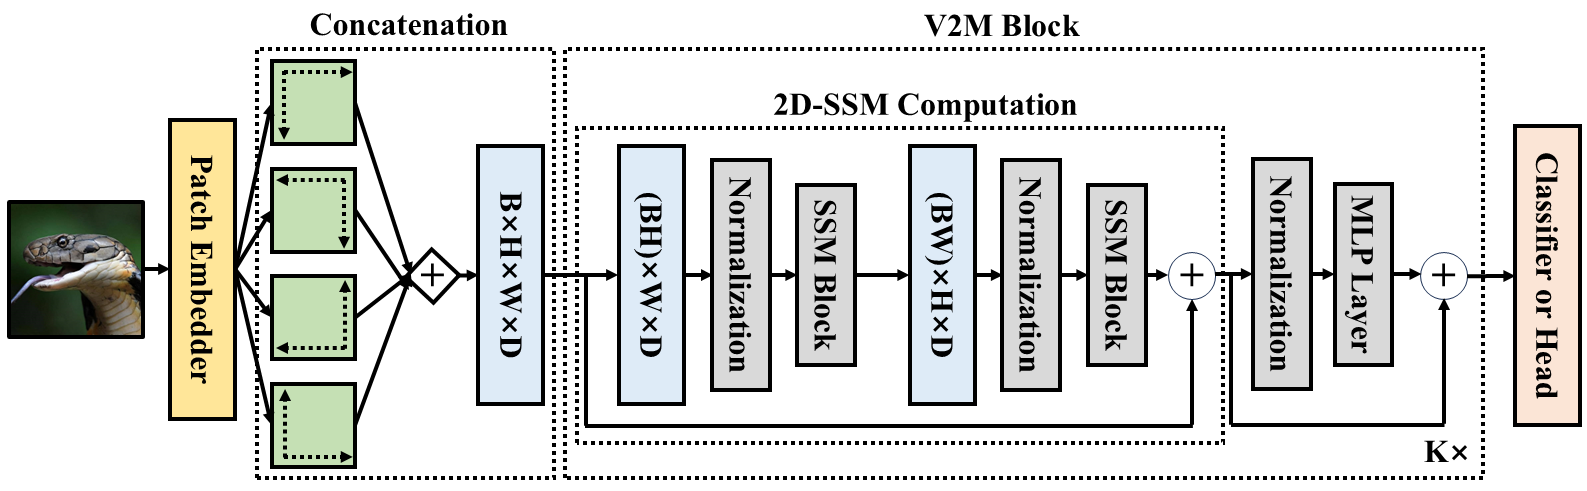 Concatenation
V2M Block
2D-SSM Computation
Patch Embedder
B×H×W×D
(BH)×W×D
Normalization
SSM Block
(BW)×H×D
Normalization
SSM Block
Normalization
MLP Layer
Classifier or Head
K×